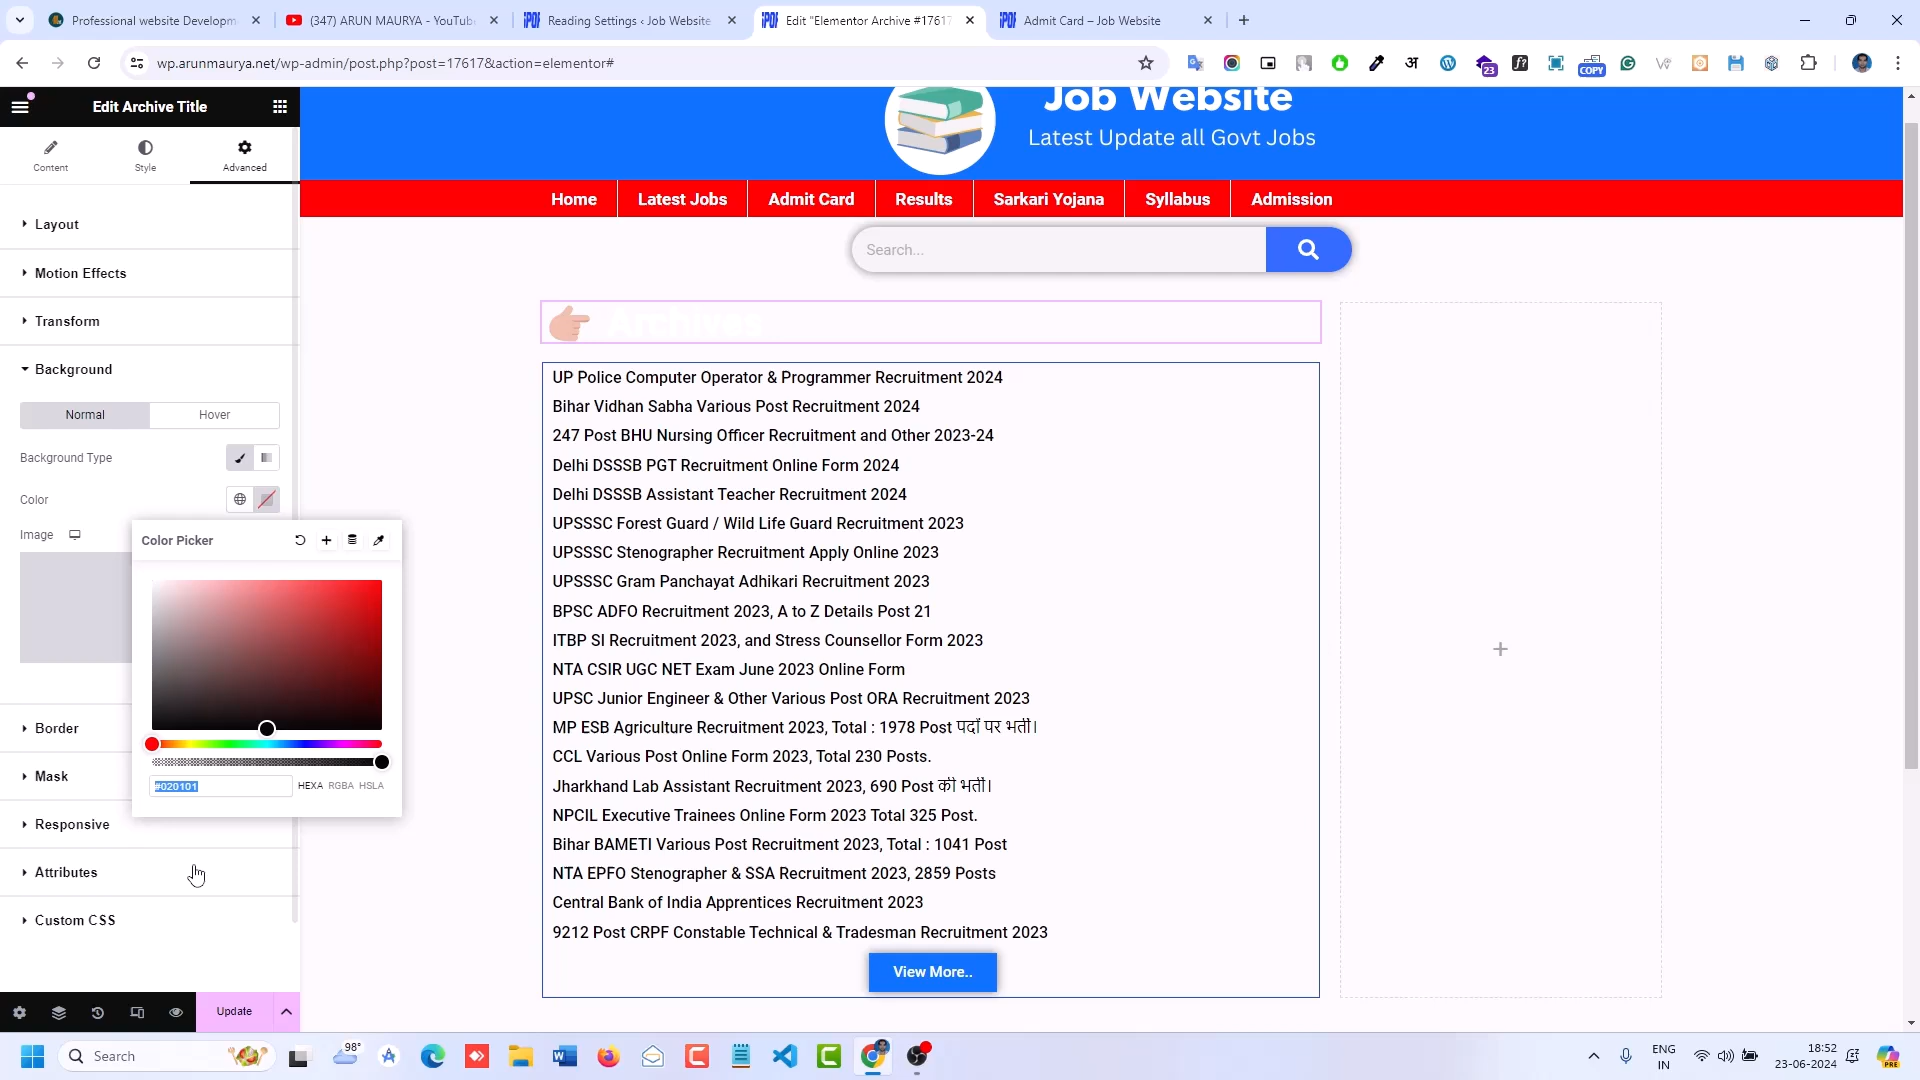 Professional website Developm
(347) ARUN MAURYA - YouTube
Reading Settings ‹ Job Website
Edit "Elementor Archive #17617
Admit Card – Job Website
wp.arunmaurya.net/wp-admin/post.php?post=17617&action=elementor#
23
COPY
Edit Archive Title
Content
Style
Advanced
Layout
Motion Effects
Transform
Background
Normal
Hover
Background Type
Color
Image
Color Picker
#020101
HEXA
RGBA
HSLA
Border
Mask
Responsive
Attributes
Custom CSS
Update
Job Website
Latest Update all Govt Jobs
Home
Latest Jobs
Admit Card
Results
Sarkari Yojana
Syllabus
Admission
Search...
Archives
UP Police Computer Operator & Programmer Recruitment 2024
Bihar Vidhan Sabha Various Post Recruitment 2024
247 Post BHU Nursing Officer Recruitment and Other 2023-24
Delhi DSSSB PGT Recruitment Online Form 2024
Delhi DSSSB Assistant Teacher Recruitment 2024
UPSSSC Forest Guard / Wild Life Guard Recruitment 2023
UPSSSC Stenographer Recruitment Apply Online 2023
UPSSSC Gram Panchayat Adhikari Recruitment 2023
BPSC ADFO Recruitment 2023, A to Z Details Post 21
ITBP SI Recruitment 2023, and Stress Counsellor Form 2023
NTA CSIR UGC NET Exam June 2023 Online Form
UPSC Junior Engineer & Other Various Post ORA Recruitment 2023
MP ESB Agriculture Recruitment 2023, Total : 1978 Post पदों पर भर्ती।
CCL Various Post Online Form 2023, Total 230 Posts.
Jharkhand Lab Assistant Recruitment 2023, 690 Post की भर्ती।
NPCIL Executive Trainees Online Form 2023 Total 325 Post.
Bihar BAMETI Various Post Recruitment 2023, Total : 1041 Post
NTA EPFO Stenographer & SSA Recruitment 2023, 2859 Posts
Central Bank of India Apprentices Recruitment 2023
9212 Post CRPF Constable Technical & Tradesman Recruitment 2023
View More..
Search
98°
ENG
IN
18:52
23-06-2024